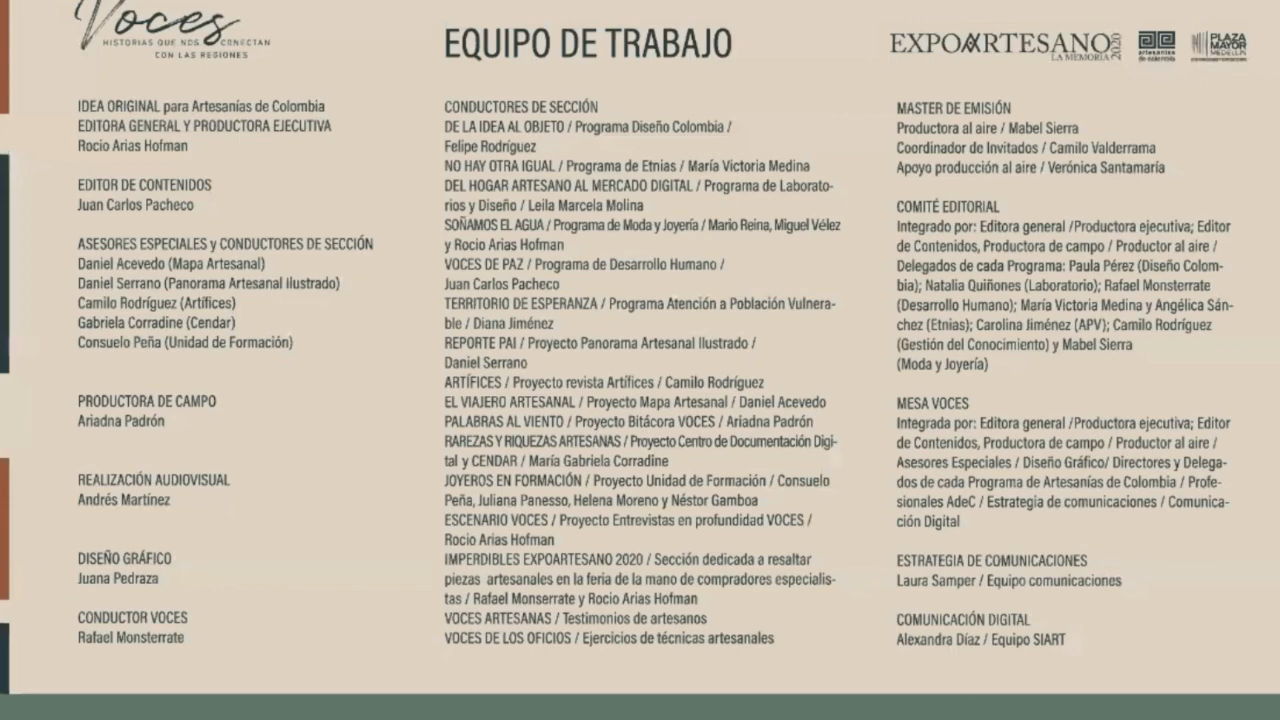 Voces
HISTORIAS QUE NOS CONECTAN
CON LAS REGIONES
EQUIPO DE TRABAJO
EXPOARTESANO
LA MEMORIA 2020
artesanías
de colombia
PLAZA
MAYOR
MEDELLÍN
IDEA ORIGINAL para Artesanías de Colombia
EDITORA GENERAL Y PRODUCTORA EJECUTIVA
Rocio Arias Hofman
EDITOR DE CONTENIDOS
Juan Carlos Pacheco
ASESORES ESPECIALES y CONDUCTORES DE SECCIÓN
Daniel Acevedo (Mapa Artesanal)
Daniel Serrano (Panorama Artesanal Ilustrado)
Camilo Rodríguez (Artífices)
Gabriela Corradine (Cendar)
Consuelo Peña (Unidad de Formación)
PRODUCTORA DE CAMPO
Ariadna Padrón
REALIZACIÓN AUDIOVISUAL
Andrés Martínez
DISEÑO GRÁFICO
Juana Pedraza
CONDUCTOR VOCES
Rafael Monsterrate
CONDUCTORES DE SECCIÓN
DE LA IDEA AL OBJETO / Programa Diseño Colombia /
Felipe Rodríguez
NO HAY OTRA IGUAL / Programa de Etnias / María Victoria Medina
DEL HOGAR ARTESANO AL MERCADO DIGITAL / Programa de Laborato-
rios y Diseño / Leila Marcela Molina
SOÑAMOS EL AGUA / Programa de Moda y Joyería / Mario Reina, Miguel Vélez
y Rocio Arias Hofman
VOCES DE PAZ / Programa de Desarrollo Humano /
Juan Carlos Pacheco
TERRITORIO DE ESPERANZA / Programa Atención a Población Vulnera-
ble / Diana Jiménez
REPORTE PAI / Proyecto Panorama Artesanal Ilustrado /
Daniel Serrano
ARTÍFICES / Proyecto revista Artífices / Camilo Rodríguez
EL VIAJERO ARTESANAL / Proyecto Mapa Artesanal / Daniel Acevedo
PALABRAS AL VIENTO / Proyecto Bitácora VOCES / Ariadna Padrón
RAREZAS Y RIQUEZAS ARTESANAS / Proyecto Centro de Documentación Digi-
tal y CENDAR / María Gabriela Corradine
JOYEROS EN FORMACIÓN / Proyecto Unidad de Formación / Consuelo
Peña, Juliana Panesso, Helena Moreno y Néstor Gamboa
ESCENARIO VOCES / Proyecto Entrevistas en profundidad VOCES /
Rocio Arias Hofman
IMPERDIBLES EXPOARTESANO 2020 / Sección dedicada a resaltar
piezas artesanales en la feria de la mano de compradores especialis-
tas / Rafael Monserrate y Rocio Arias Hofman
VOCES ARTESANAS / Testimonios de artesanos
VOCES DE LOS OFICIOS / Ejercicios de técnicas artesanales
MASTER DE EMISIÓN
Productora al aire / Mabel Sierra
Coordinador de Invitados / Camilo Valderrama
Apoyo producción al aire / Verónica Santamaría
COMITÉ EDITORIAL
Integrado por: Editora general /Productora ejecutiva; Editor
de Contenidos, Productora de campo / Productor al aire /
Delegados de cada Programa: Paula Pérez (Diseño Colom-
bia); Natalia Quiñones (Laboratorio); Rafael Monsterrate
(Desarrollo Humano); María Victoria Medina y Angélica Sán-
chez (Etnias); Carolina Jiménez (APV); Camilo Rodríguez
(Gestión del Conocimiento) y Mabel Sierra
(Moda y Joyería)
MESA VOCES
Integrada por: Editora general /Productora ejecutiva; Editor
de Contenidos, Productora de campo / Productor al aire /
Asesores Especiales / Diseño Gráfico/ Directores y Delega-
dos de cada Programa de Artesanías de Colombia / Profe-
sionales AdeC / Estrategia de comunicaciones / Comunica-
ción Digital
ESTRATEGIA DE COMUNICACIONES
Laura Samper / Equipo comunicaciones
COMUNICACIÓN DIGITAL
Alexandra Díaz / Equipo SIART